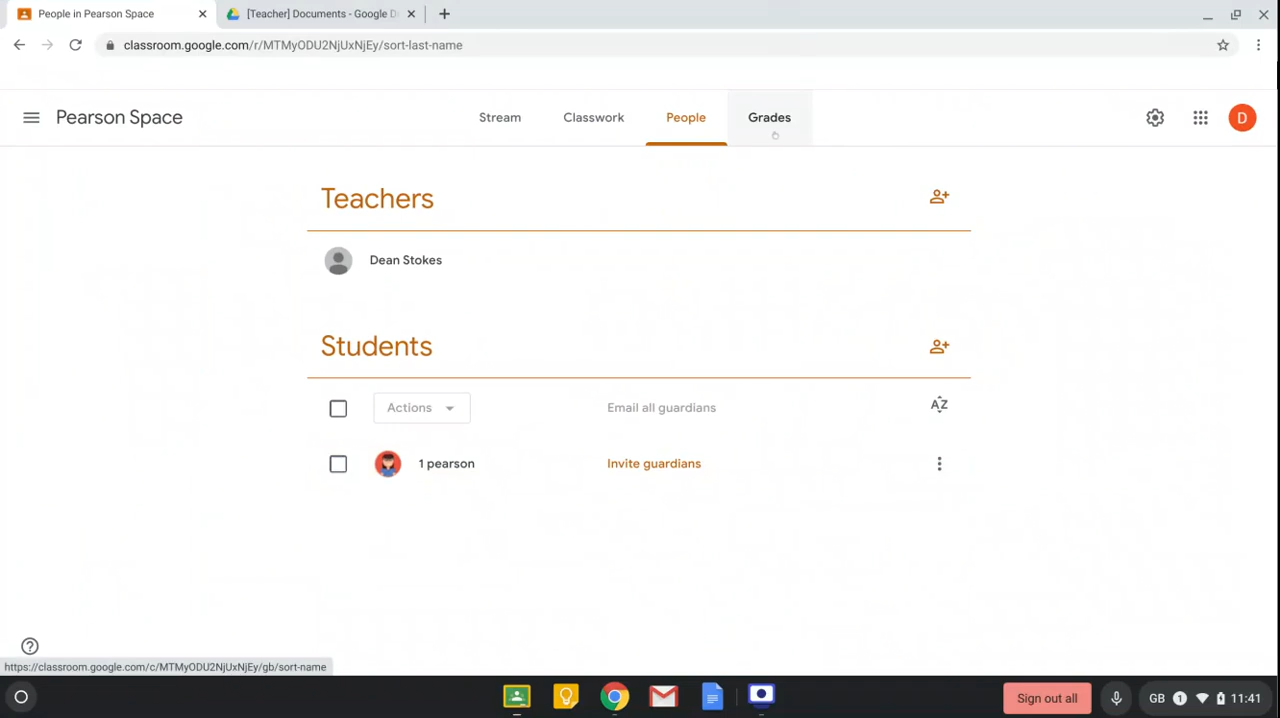 People in Pearson Space
[Teacher] Documents - Google D
classroom.google.com/r/MTMyODU2NjUxNjEy/sort-last-name
Pearson Space
Stream
Classwork
People
Grades
D
Teachers
Dean Stokes
Students
Actions
Email all guardians
AZ
1 pearson
Invite guardians
https://classroom.google.com/c/MTMyODU2NjUxNjEy/gb/sort-name
Sign out all
GB
1
11:41